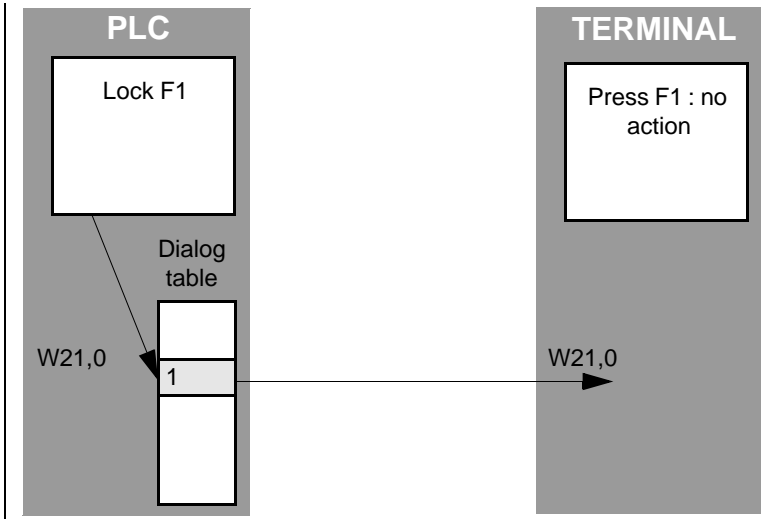 PLC
TERMINAL
Lock F1
Press F1 : no
action
Dialog
table
W21,0
1
W21,0